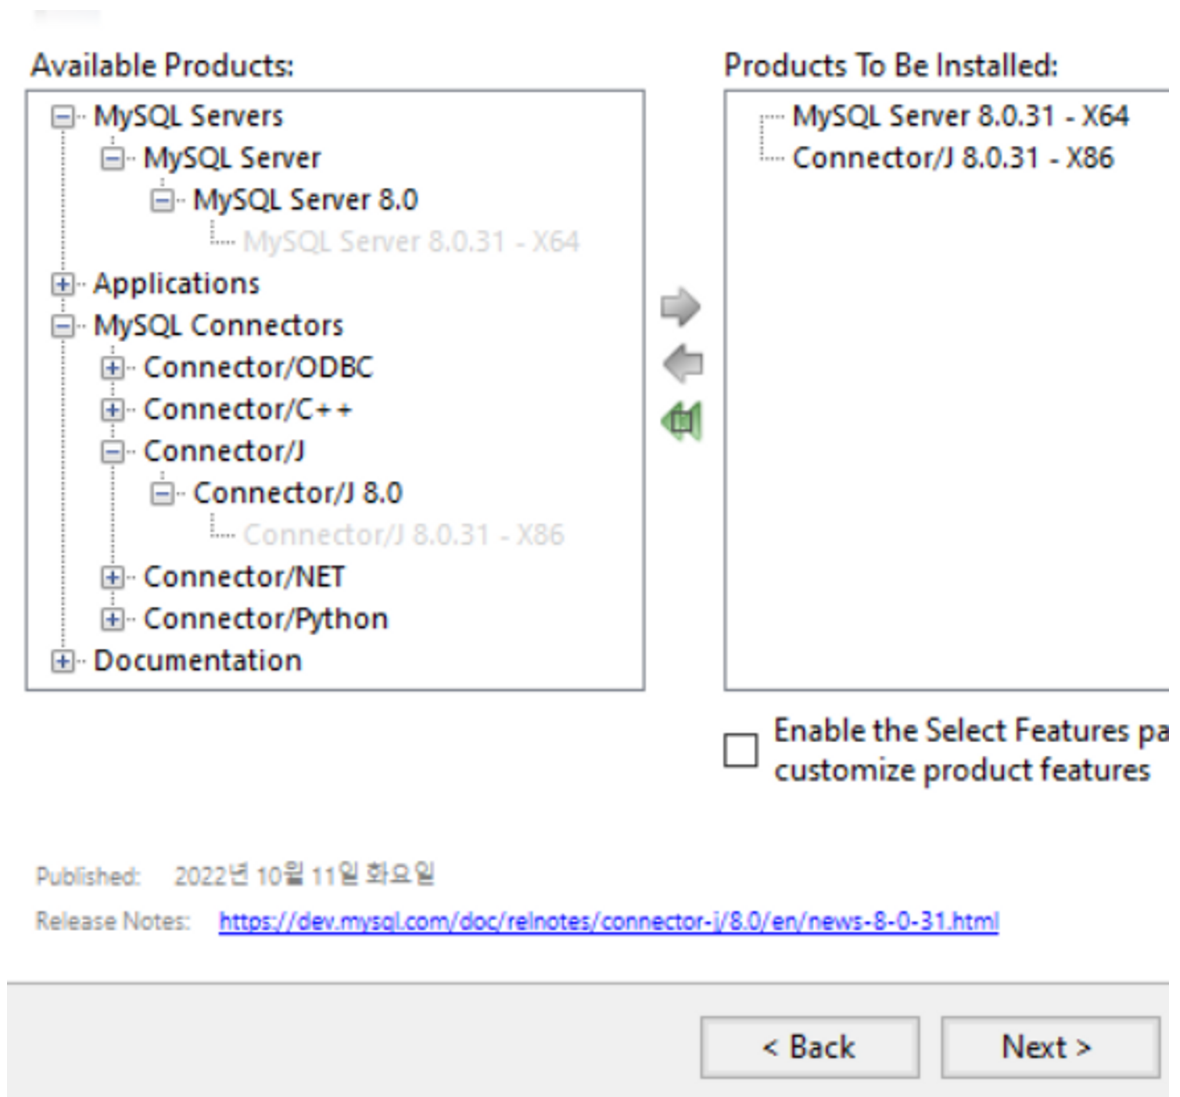 Available Products:
MySQL Servers
MySQL Server
MySQL Server 8.0
MySQL Server 8.0.31 - X64
Applications
MySQL Connectors
Connector/ODBC
Connector/C++
Connector/J
Connector/J 8.0
Connector/J 8.0.31 - X86
Connector/NET
Connector/Python
Documentation
Products To Be Installed:
MySQL Server 8.0.31 - X64
Connector/J 8.0.31 - X86
Enable the Select Features pa
customize product features
Published: 2022년 10월 11일 화요일
Release Notes: https://dev.mysql.com/doc/relnotes/connector-j/8.0/en/news-8-0-31.html
< Back
Next >